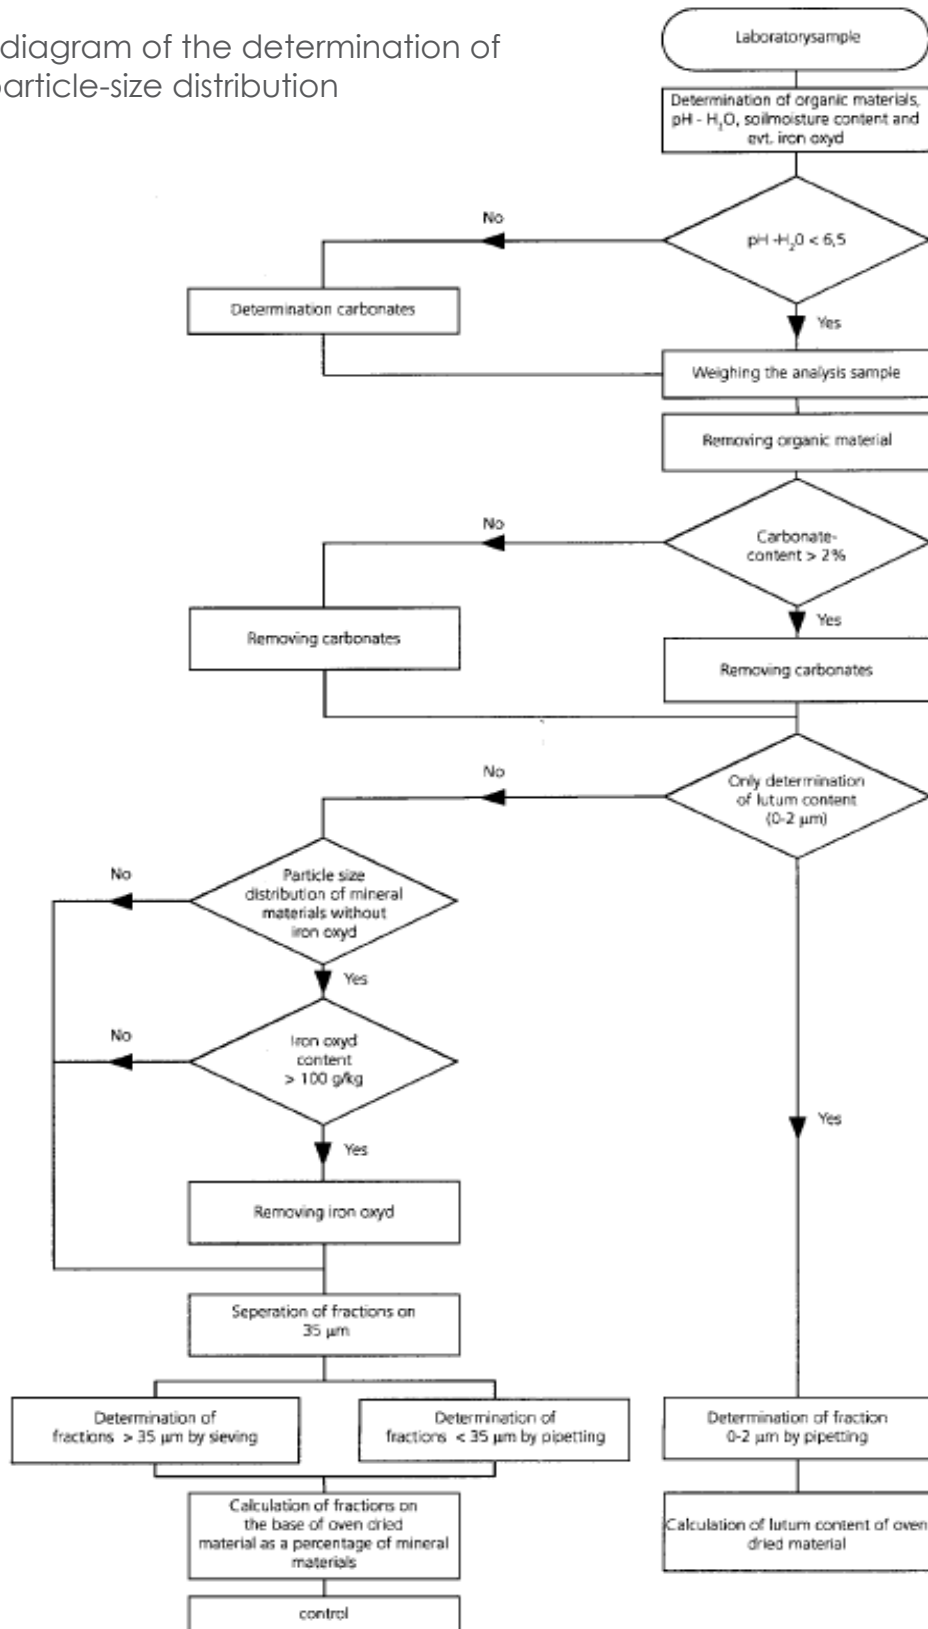 diagram of the determination of
particle-size distribution
Laboratorysample
Determination of organic materials,
pH - H₂O, soilmoisture content and
evt. iron oxyd
No
pH -H₂0 < 6,5
Determination carbonates
Yes
Weighing the analysis sample
Removing organic material
No
Carbonate-
content > 2%
Yes
Removing carbonates
Removing carbonates
No
Only determination
of lutum content
(0-2 µm)
No
Particle size
distribution of mineral
materials without
iron oxyd
Yes
No
Iron oxyd
content
> 100 g/kg
Yes
Yes
Removing iron oxyd
Seperation of fractions on
35 µm
Determination of
fractions > 35 µm by sieving
Determination of
fractions < 35 µm by pipetting
Determination of fraction
0-2 µm by pipetting
Calculation of fractions on
the base of oven dried
material as a percentage of mineral
materials
Calculation of lutum content of oven
dried material
control